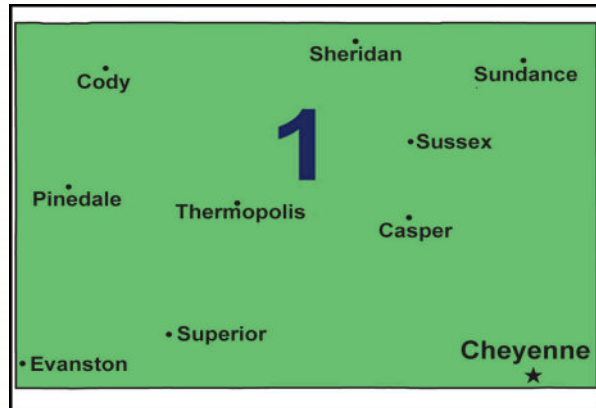 Sheridan
Cody
Sundance
1
Sussex
Pinedale
Thermopolis
Casper
Superior
Cheyenne
Evanston